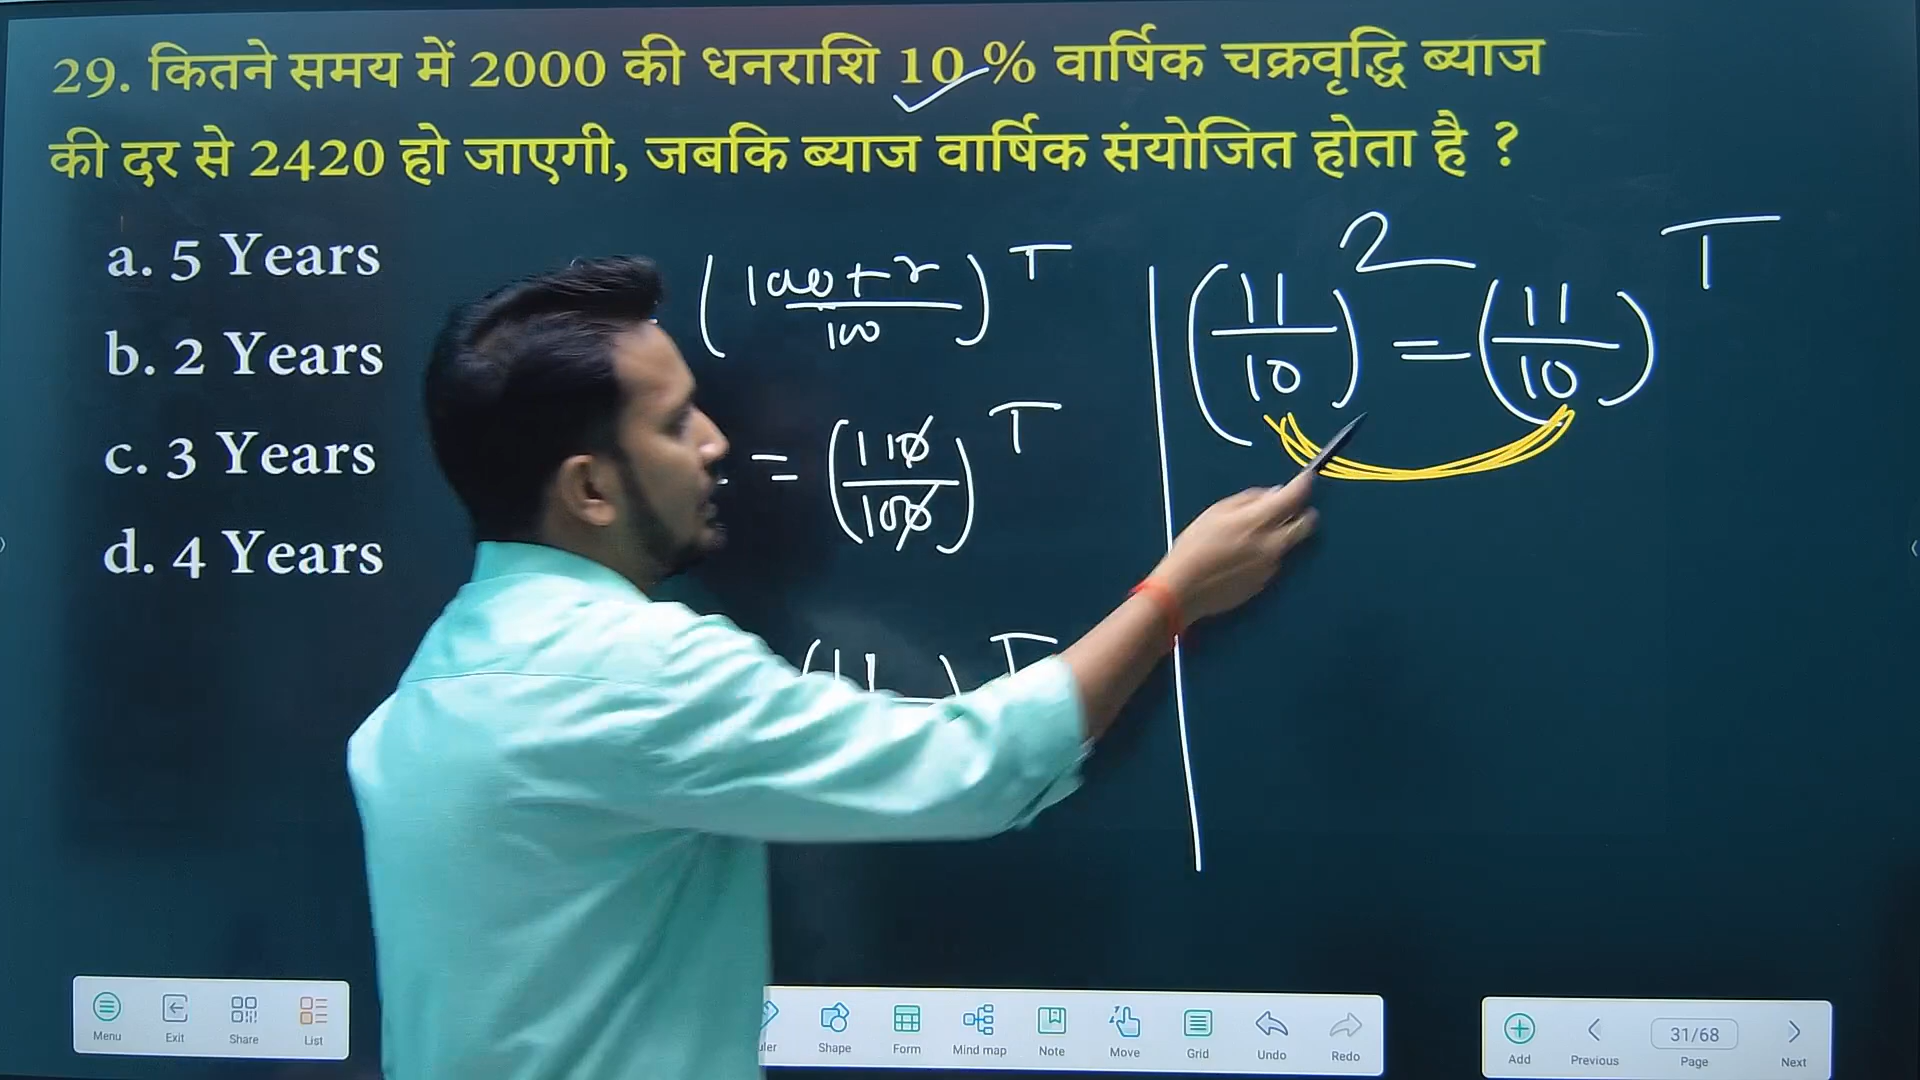 29. कितने समय में 2000 की धनराशि 10 % वार्षिक चक्रवृद्धि ब्याज
की दर से 2420 हो जाएगी, जबकि ब्याज वार्षिक संयोजित होता है ?
a. 5 Years
b. 2 Years
c. 3 Years
d. 4 Years
(100+r/100)^T
= (110/100)^T
(11
)^T
(11/10)^2 = (11/10)^T
Menu Exit Share List
Shape Form Mind map Note Move Grid Undo Redo
Add Previous 31/68 Page Next